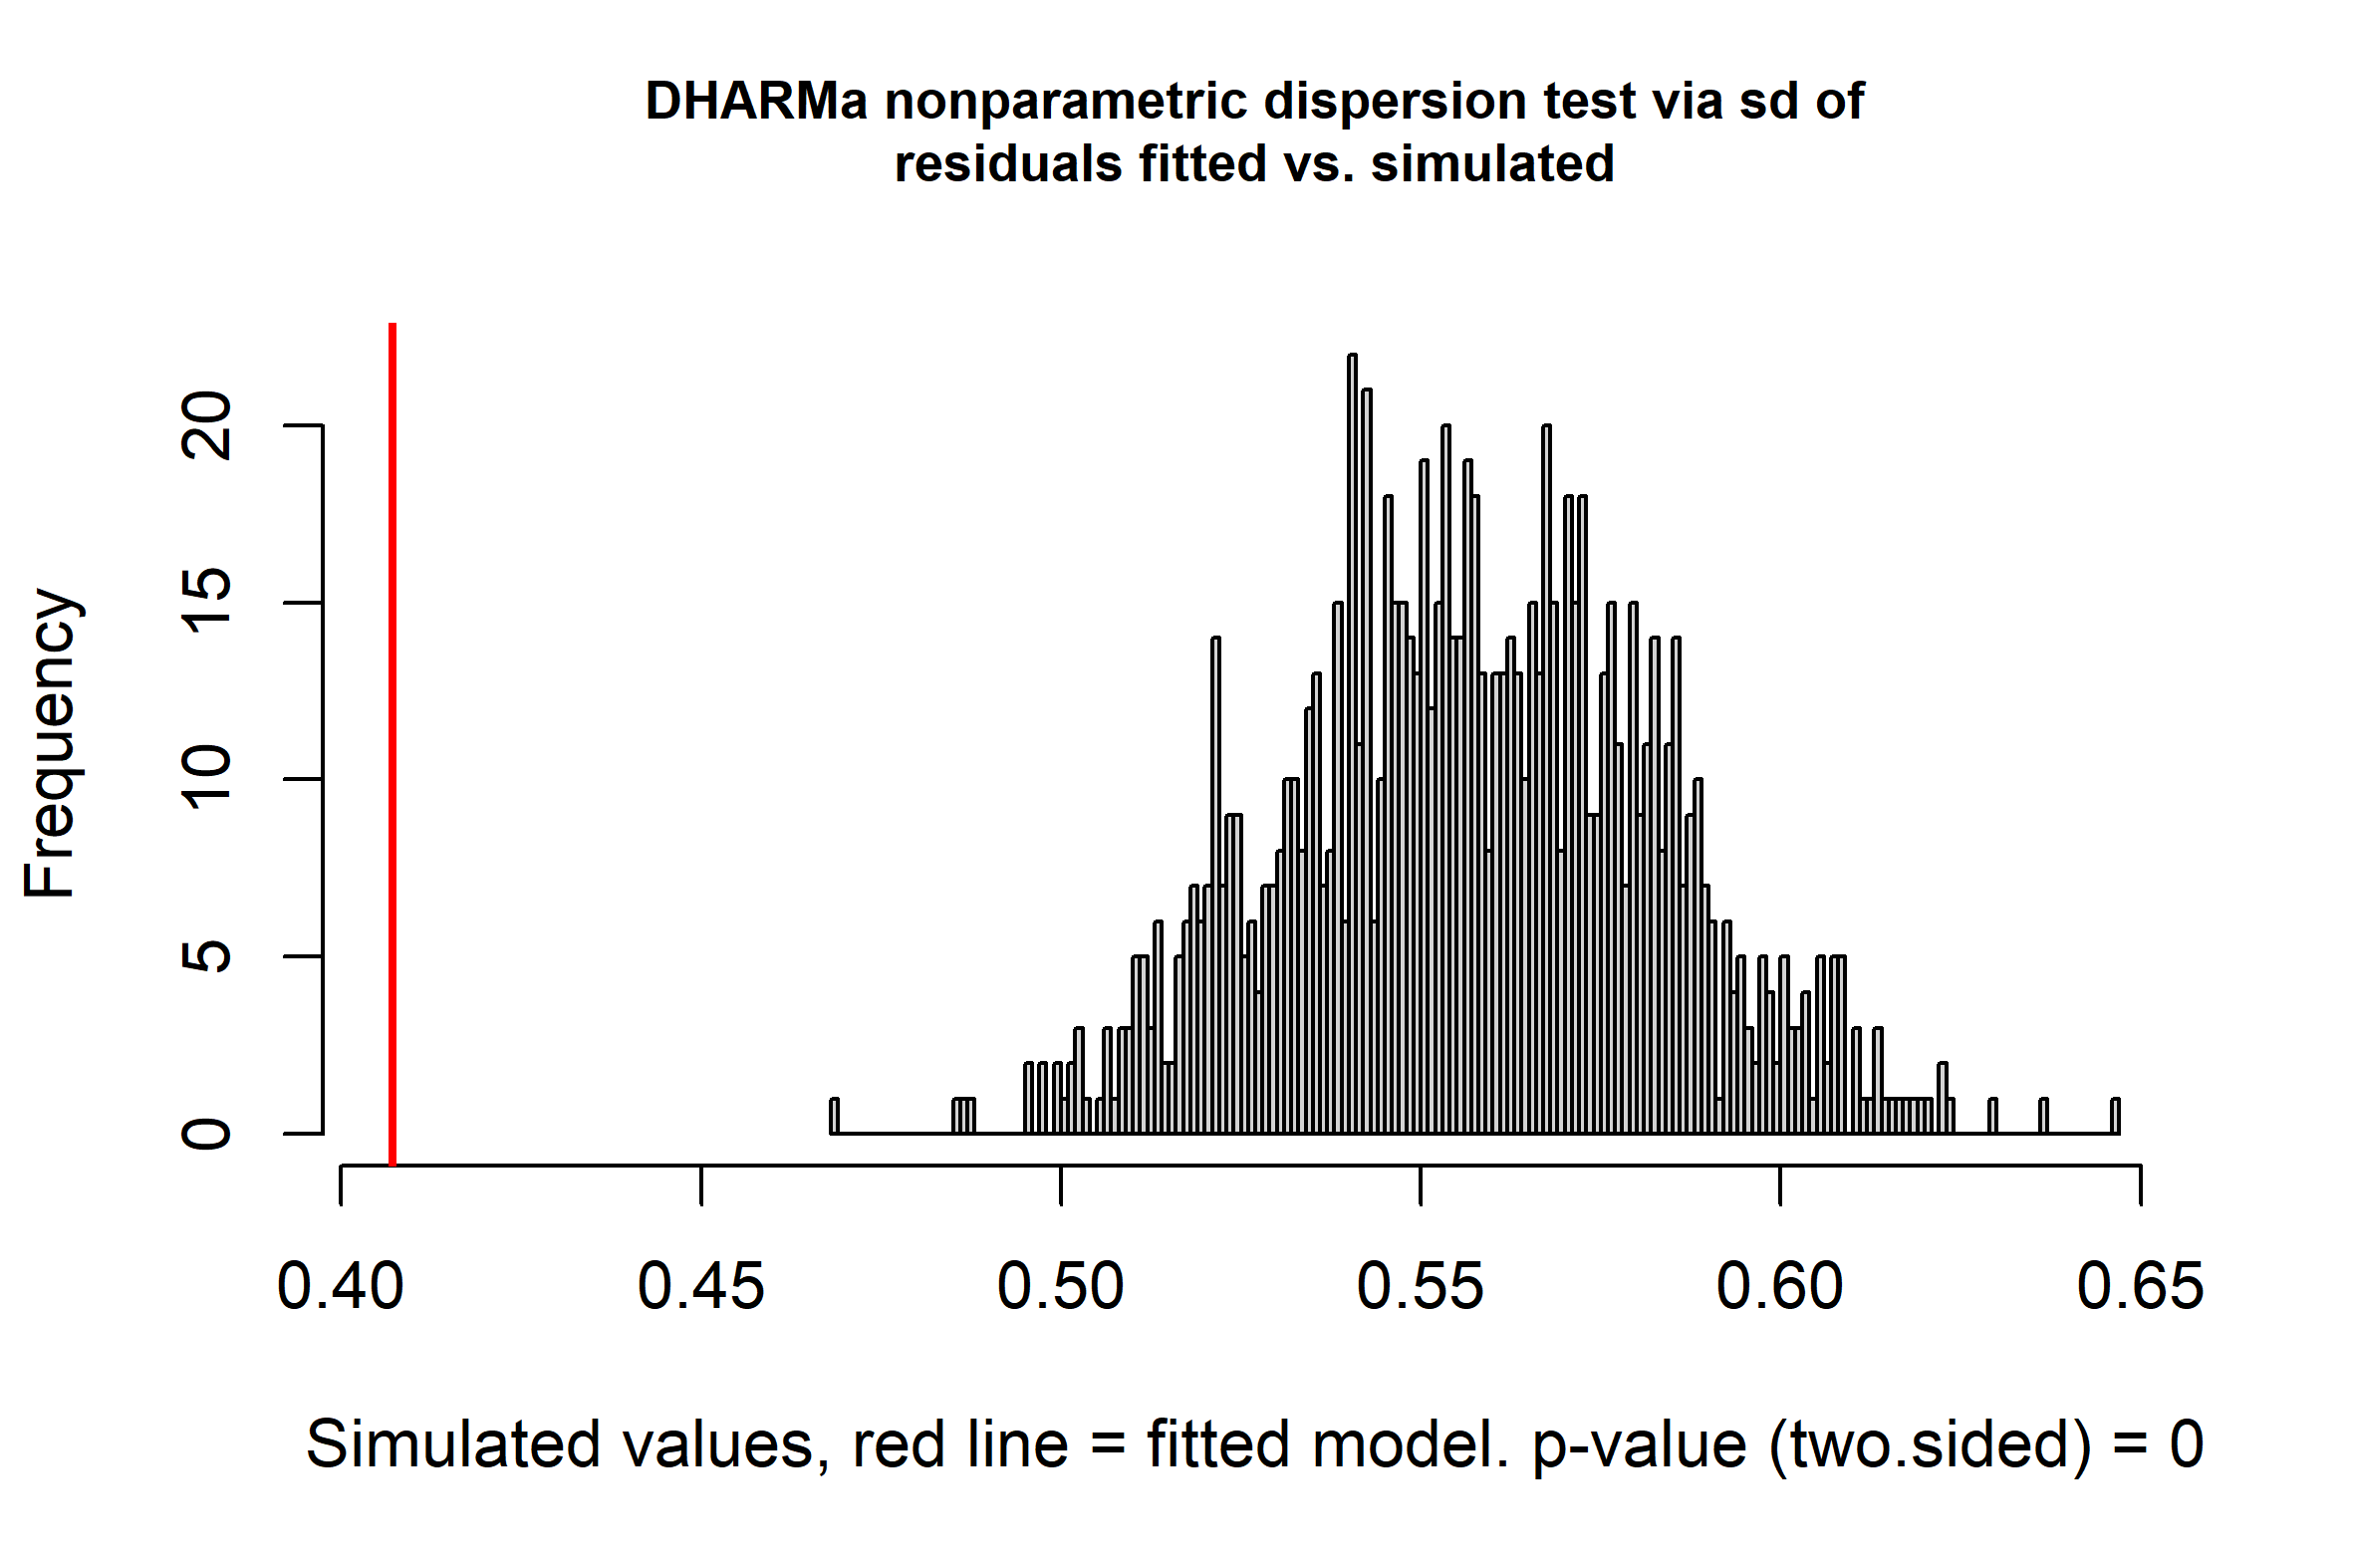 DHARMa nonparametric dispersion test via sd of
residuals fitted vs. simulated
Frequency
20
15
10
5
0
0.40 0.45 0.50 0.55 0.60 0.65
Simulated values, red line = fitted model. p-value (two.sided) = 0